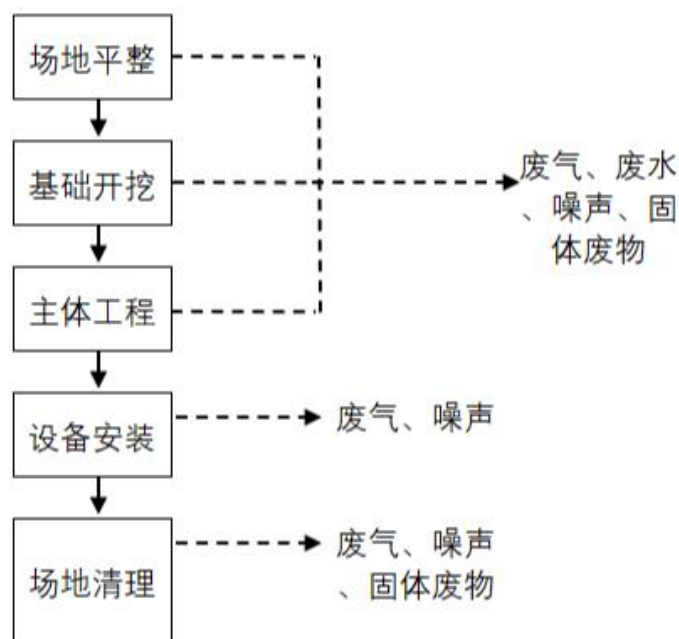 场地平整
基础开挖
废气、废水
、噪声、固
体废物
主体工程
设备安装
废气、噪声
场地清理
废气、噪声
、固体废物